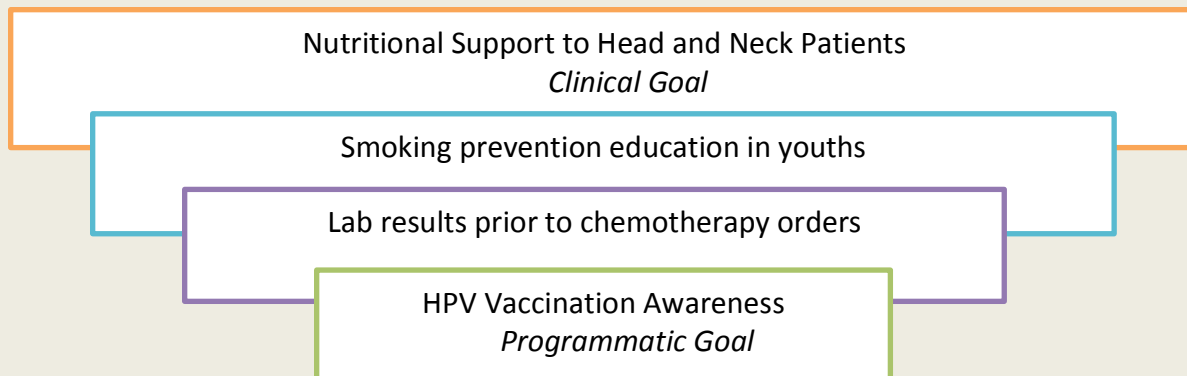 Nutritional Support to Head and Neck Patients
Clinical Goal
Smoking prevention education in youths
Lab results prior to chemotherapy orders
HPV Vaccination Awareness
Programmatic Goal